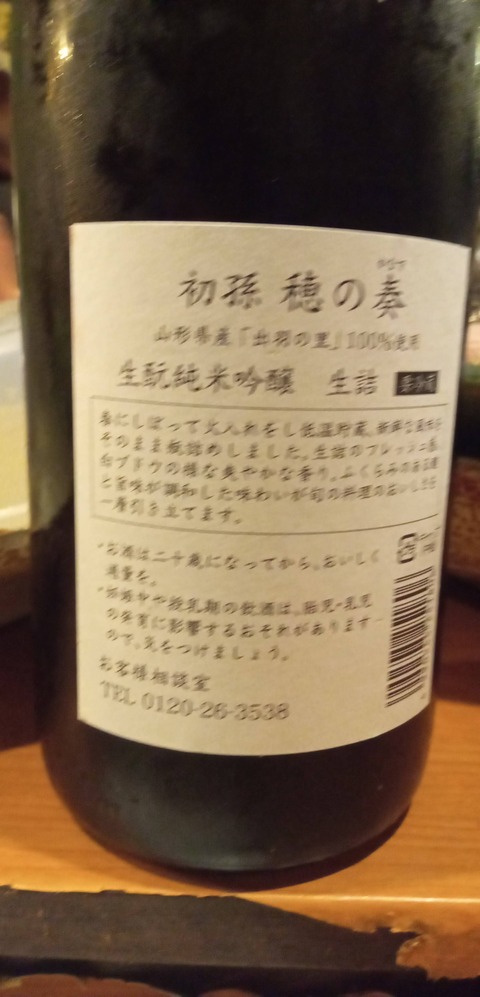 かなで
初孫 穂の奏
山形県産「出羽の里」100%使用
生酛純米吟醸 生詰 要冷蔵
春にしぼって火入れをし低温貯蔵、新鮮な風味を
そのまま瓶詰めしました。生詰のフレッシュ感、
白ブドウの様な爽やかな香り、ふくらみのある
と旨味が調和した味わいが旬の料理のおいしさを
一層引き立てます。
・お酒は二十歳になってから。おいしく
適量を。
・妊娠中や授乳期の飲酒は、胎児・乳児
の発育に影響するおそれがあります
ので、気をつけましょう。
お客様相談室
TEL 0120-26-3538